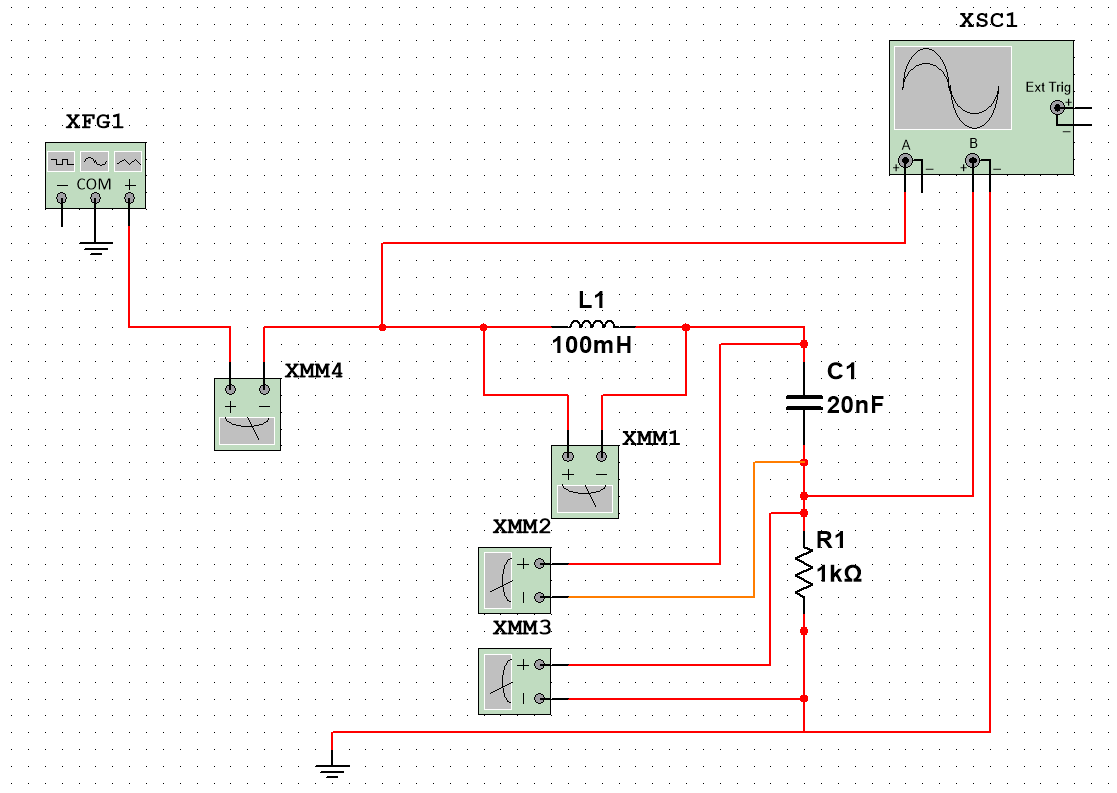 XSC1
Ext Trig
+
−
A
B
+
−
+
−
XFG1
− COM +
L1
100mH
XMM4
+ −
C1
20nF
XMM1
+ −
XMM2
+
−
R1
1kΩ
XMM3
+
−